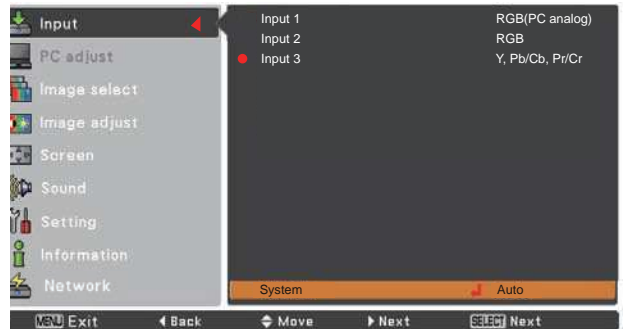 Input
PC adjust
Image select
Image adjust
Screen
Sound
Setting
Information
Network
Input 1 RGB(PC analog)
Input 2 RGB
Input 3 Y, Pb/Cb, Pr/Cr
System Auto
MENU Exit Back Move Next SELECT Next